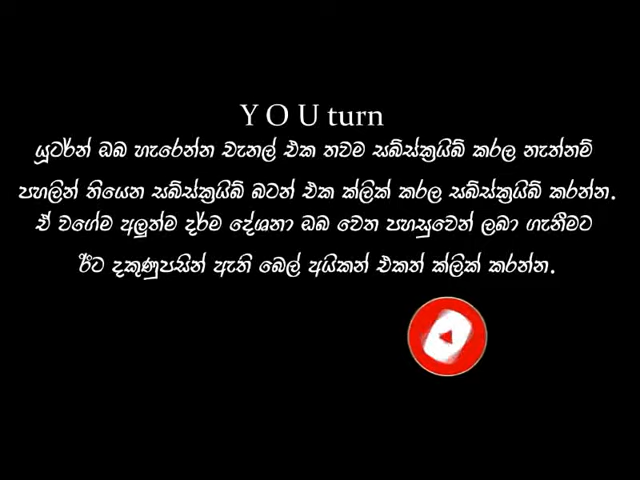 Y O U turn
යූටර්න් ඔබ හැරෙන්න චැනල් එක තවම සබ්ස්ක්‍රයිබ් කරල නැත්නම්
පහලින් තියෙන සබ්ස්ක්‍රයිබ් බටන් එක ක්ලික් කරල සබ්ස්ක්‍රයිබ් කරන්න.
ඒ වගේම අලුත්ම දර්ම දේශනා ඔබ වෙත පහසුවෙන් ලබා ගැනීමට
ඊට දකුණුපසින් ඇති බෙල් අයිකන් එකත් ක්ලික් කරන්න.